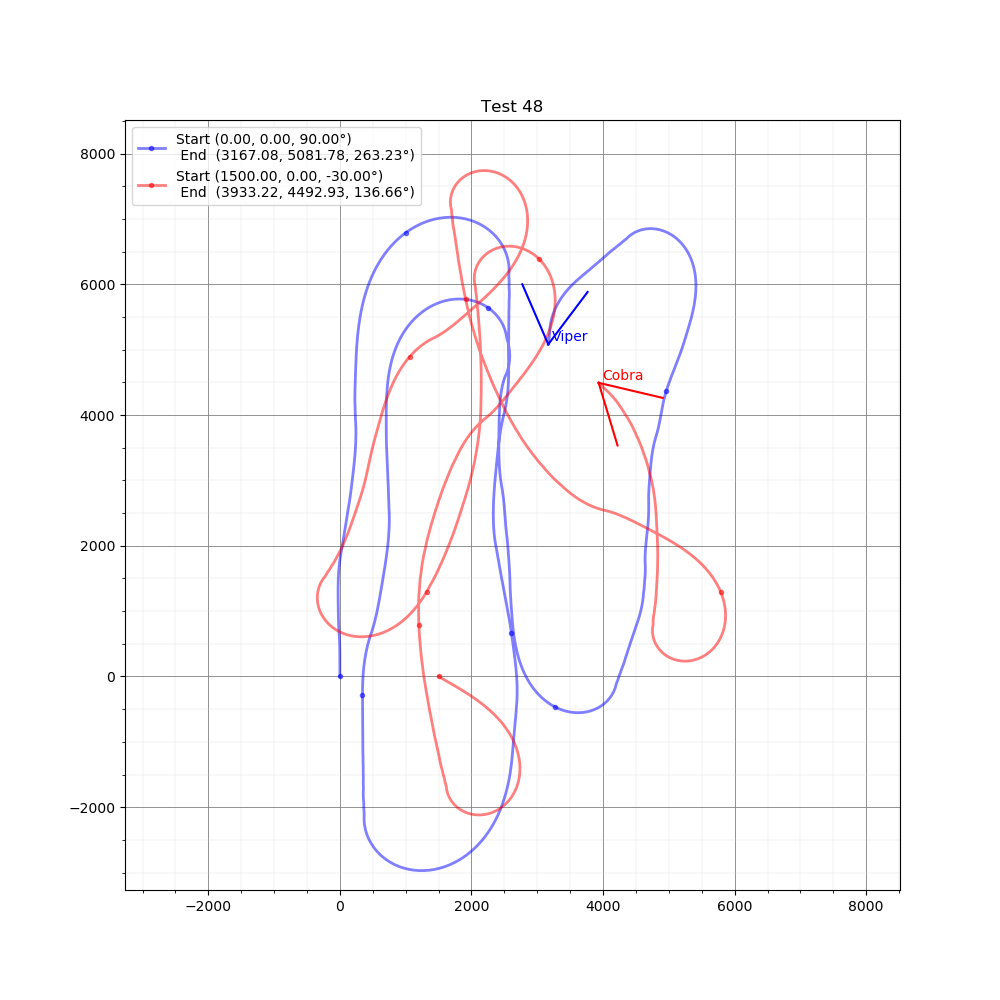 Test 48
Start (0.00, 0.00, 90.00°)
End  (3167.08, 5081.78, 263.23°)
Start (1500.00, 0.00, -30.00°)
End  (3933.22, 4492.93, 136.66°)
8000
6000
4000
2000
0
−2000
Viper
Cobra
−2000
0
2000
4000
6000
8000